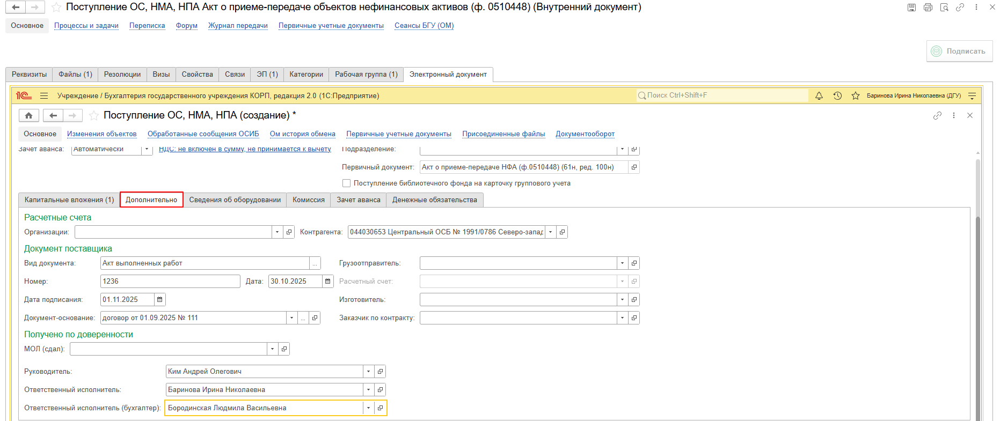 Поступление ОС, НМА, НПА Акт о приеме-передаче объектов нефинансовых активов (ф. 0510448) (Внутренний документ)
Основное Процессы и задачи Переписка Форум Журнал передачи Первичные учетные документы Сеансы БГУ (ОМ)
Подписать
Реквизиты Файлы (1) Резолюции Визы Свойства Связи ЭП (1) Категории Рабочая группа (1) Электронный документ
1С Учреждение / Бухгалтерия государственного учреждения КОРП, редакция 2.0 (1С:Предприятие) Поиск Ctrl+Shift+F Баринова Ирина Николаевна (ДГУ)
Поступление ОС, НМА, НПА (создание) *
Основное Изменения объектов Обработанные сообщения ОСИБ Ом история обмена Первичные учетные документы Присоединенные файлы Документооборот
Зачет аванса: Автоматически НДС: не включен в сумму, не принимается к вычету Подразделение:
Первичный документ: Акт о приеме-передаче НФА (ф.0510448) (61н, ред. 100н)
Поступление библиотечного фонда на карточку группового учета
Капитальные вложения (1) Дополнительно Сведения об оборудовании Комиссия Зачет аванса Денежные обязательства
Расчетные счета
Организации: Контрагента: 044030653 Центральный ОСБ № 1991/0786 Северо-запад
Документ поставщика
Вид документа: Акт выполненных работ ... Грузоотправитель:
Номер: 1236 Дата: 30.10.2025 Расчетный счет:
Дата подписания: 01.11.2025 Изготовитель:
Документ-основание: договор от 01.09.2025 № 111 ... Заказчик по контракту:
Получено по доверенности
МОЛ (сдал):
Руководитель: Ким Андрей Олегович
Ответственный исполнитель: Баринова Ирина Николаевна
Ответственный исполнитель (бухгалтер): Бородинская Людмила Васильевна